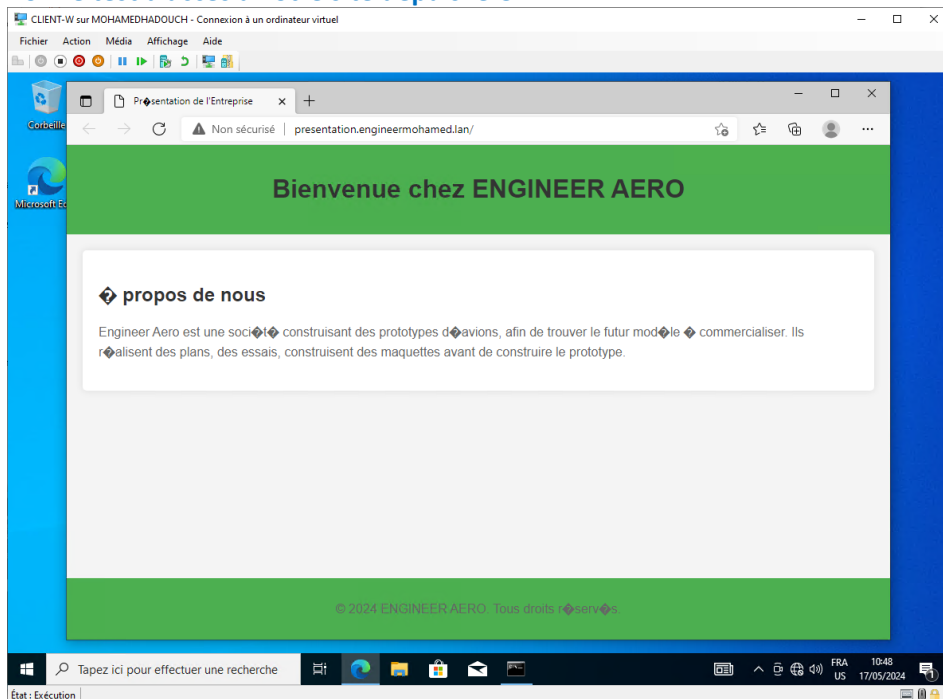 CLIENT-W sur MOHAMEDHADOUCH - Connexion à un ordinateur virtuel
Fichier Action Média Affichage Aide
Corbeille
Pr�sentation de l'Entreprise
Non sécurisé | presentation.engineermohamed.lan/
Microsoft Ed
Bienvenue chez ENGINEER AERO
� propos de nous
Engineer Aero est une soci�t� construisant des prototypes d�avions, afin de trouver le futur mod�le � commercialiser. Ils
r�alisent des plans, des essais, construisent des maquettes avant de construire le prototype.
© 2024 ENGINEER AERO. Tous droits r�serv�s.
Tapez ici pour effectuer une recherche
FRA 10:48
US 17/05/2024
1
État : Exécution